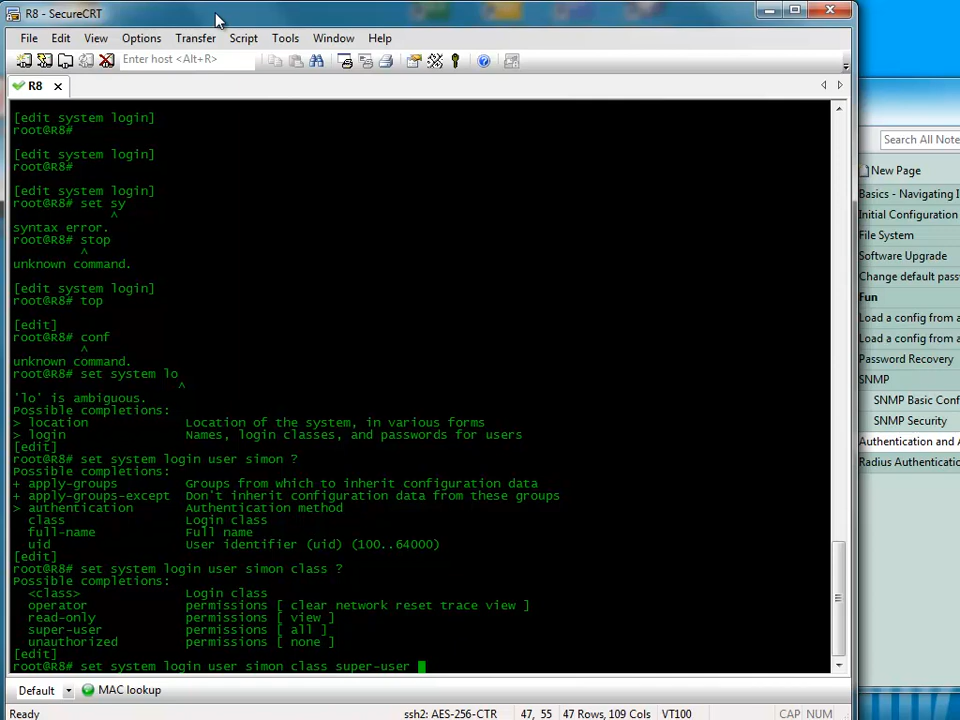 R8 - SecureCRT
File Edit View Options Transfer Script Tools Window Help
Enter host <Alt+R>
R8
[edit system login]
root@R8#
[edit system login]
root@R8#
[edit system login]
root@R8# set sy
^
syntax error.
root@R8# stop
^
unknown command.
[edit system login]
root@R8# top
[edit]
root@R8# conf
^
unknown command.
root@R8# set system lo
^
'lo' is ambiguous.
Possible completions:
> location Location of the system, in various forms
> login Names, login classes, and passwords for users
[edit]
root@R8# set system login user simon ?
Possible completions:
+ apply-groups Groups from which to inherit configuration data
+ apply-groups-except Don't inherit configuration data from these groups
> authentication Authentication method
class Login class
full-name Full name
uid User identifier (uid) (100..64000)
[edit]
root@R8# set system login user simon class ?
Possible completions:
<class> Login class
operator permissions [ clear network reset trace view ]
read-only permissions [ view ]
super-user permissions [ all ]
unauthorized permissions [ none ]
[edit]
root@R8# set system login user simon class super-user
Default MAC lookup
Ready ssh2: AES-256-CTR 47, 55 47 Rows, 109 Cols VT100 CAP NUM
Search All Note
New Page
Basics - Navigating
Initial Configuration
File System
Software Upgrade
Change default pass
Fun
Load a config from a
Load a config from a
Password Recovery
SNMP
SNMP Basic Conf
SNMP Security
Authentication and
Radius Authenticatio